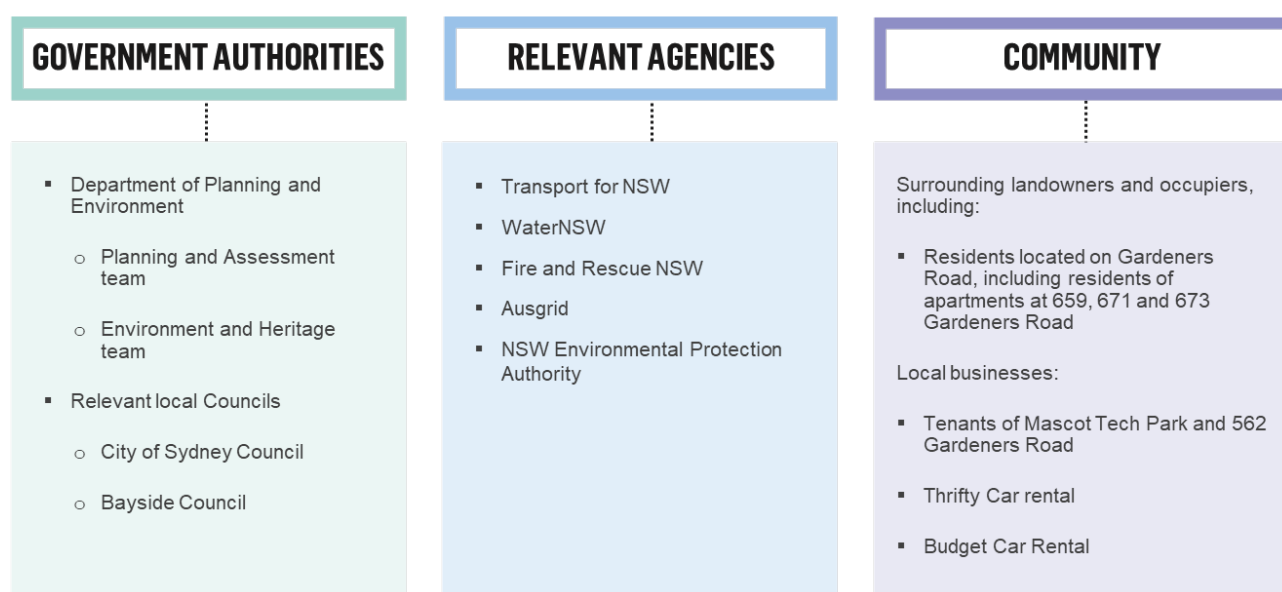 GOVERNMENT AUTHORITIES
▪ Department of Planning and
Environment
o Planning and Assessment
team
o Environment and Heritage
team
▪ Relevant local Councils
o City of Sydney Council
o Bayside Council
RELEVANT AGENCIES
▪ Transport for NSW
▪ WaterNSW
▪ Fire and Rescue NSW
▪ Ausgrid
▪ NSW Environmental Protection
Authority
COMMUNITY
Surrounding landowners and occupiers,
including:
▪ Residents located on Gardeners
Road, including residents of
apartments at 659, 671 and 673
Gardeners Road
Local businesses:
▪ Tenants of Mascot Tech Park and 562
Gardeners Road
▪ Thrifty Car rental
▪ Budget Car Rental